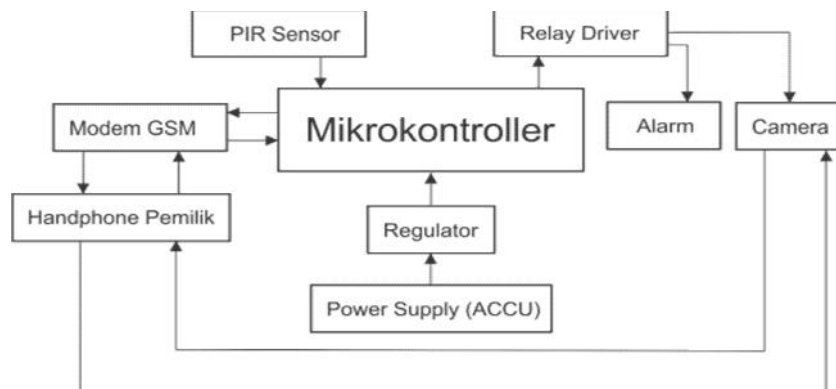 PIR Sensor
Relay Driver
Modem GSM
Mikrokontroller
Alarm
Camera
Handphone Pemilik
Regulator
Power Supply (ACCU)